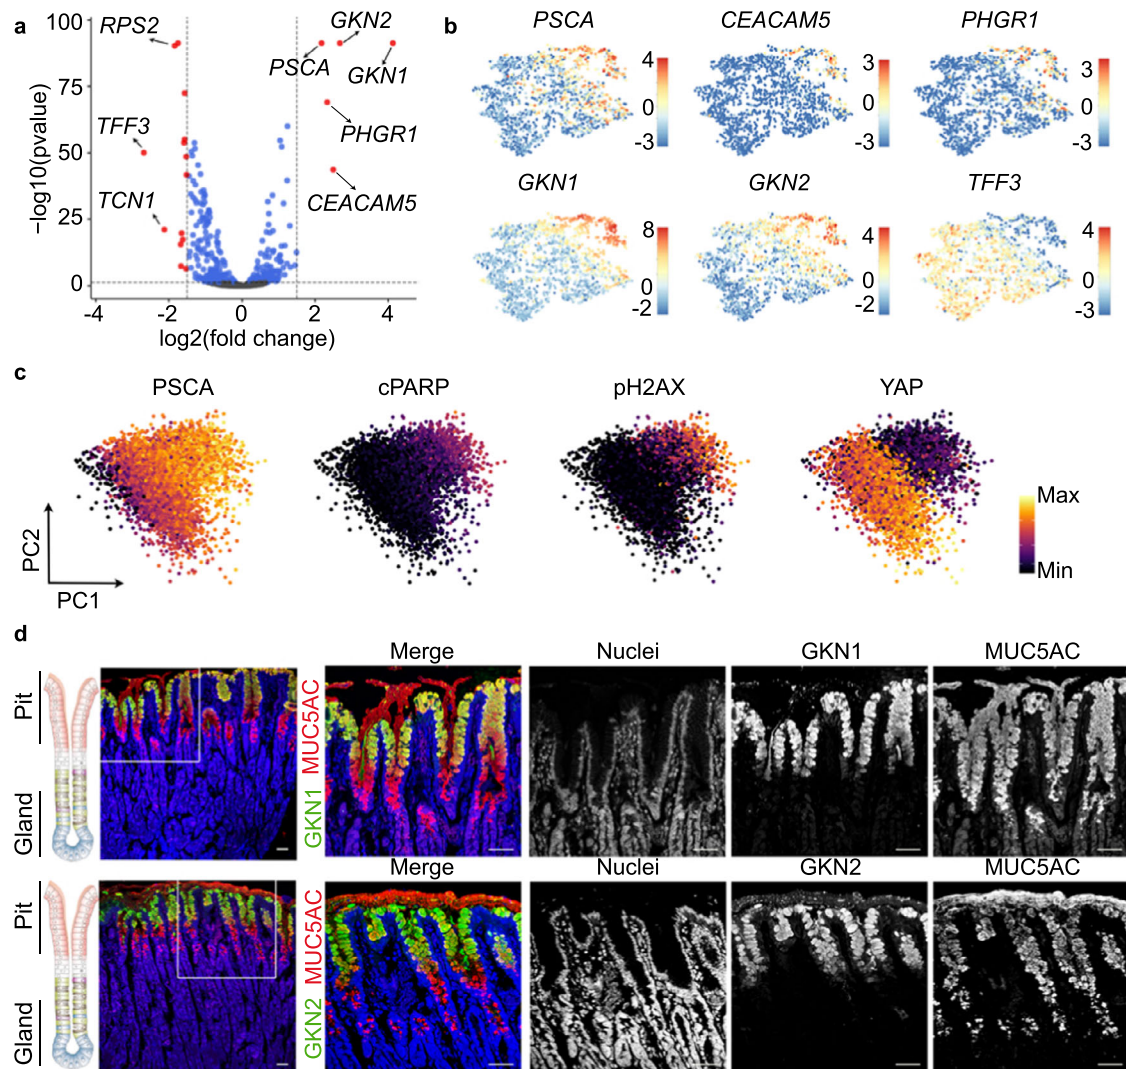 a
RPS2
GKN2
PSCA
GKN1
TFF3
PHGR1
TCN1
CEACAM5
100
75
50
25
0
−log10(pvalue)
-4
-2
0
2
4
log2(fold change)
b
PSCA
CEACAM5
PHGR1
4
0
-3
3
0
-3
3
0
-3
GKN1
GKN2
TFF3
8
0
-2
4
0
-2
4
0
-3
c
PSCA
cPARP
pH2AX
YAP
PC2
PC1
Max
Min
d
Merge
Nuclei
GKN1
MUC5AC
Pit
Gland
GKN1 MUC5AC
Merge
Nuclei
GKN2
MUC5AC
Pit
Gland
GKN2 MUC5AC